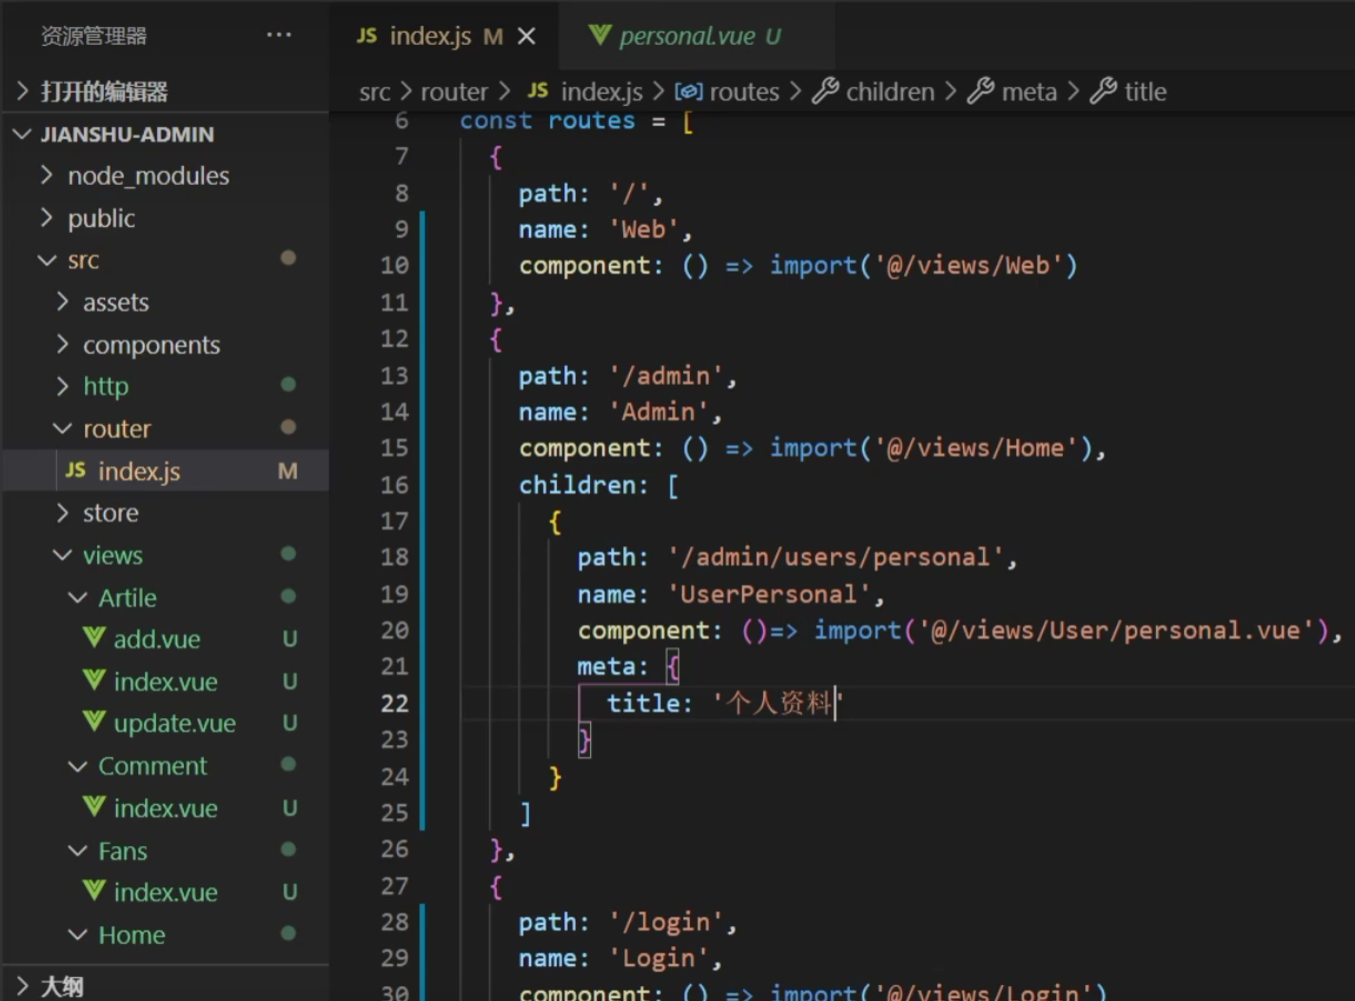 资源管理器 ···
打开的编辑器
JIANSHU-ADMIN
node_modules
public
src
assets
components
http
router
JS index.js M
store
views
Artile
add.vue U
index.vue U
update.vue U
Comment
index.vue U
Fans
index.vue U
Home
大纲
JS index.js M ×
personal.vue U
src > router > JS index.js > routes > children > meta > title
6 const routes = [
7 {
8 path: '/',
9 name: 'Web',
10 component: () => import('@/views/Web')
11 },
12 {
13 path: '/admin',
14 name: 'Admin',
15 component: () => import('@/views/Home'),
16 children: [
17 {
18 path: '/admin/users/personal',
19 name: 'UserPersonal',
20 component: ()=> import('@/views/User/personal.vue'),
21 meta: {
22 title: '个人资料'
23 }
24 }
25 ]
26 },
27 {
28 path: '/login',
29 name: 'Login',
30 component: () => import('@/views/Login')